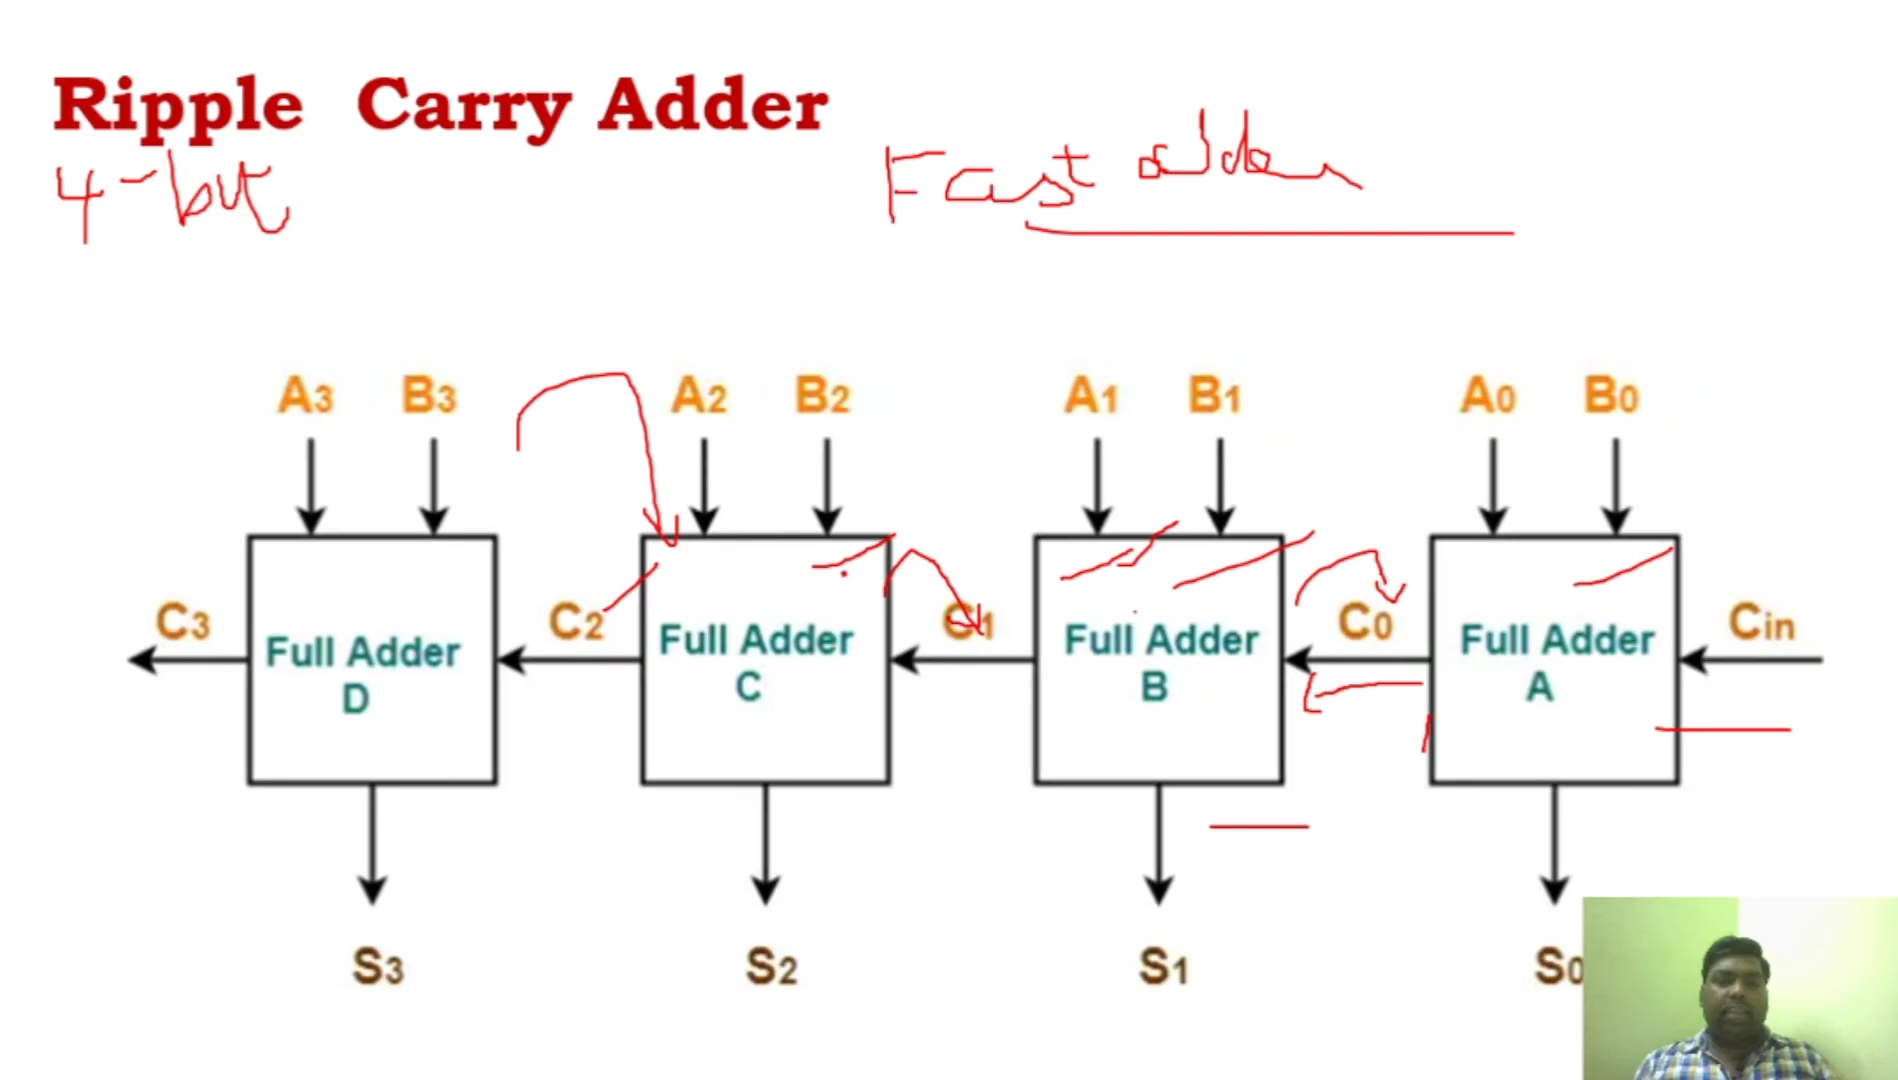 Ripple Carry Adder
4-bit
Fast adder
A3 B3 A2 B2 A1 B1 A0 B0
C3 C2 C1 C0 Cin
Full Adder D Full Adder C Full Adder B Full Adder A
S3 S2 S1 S0